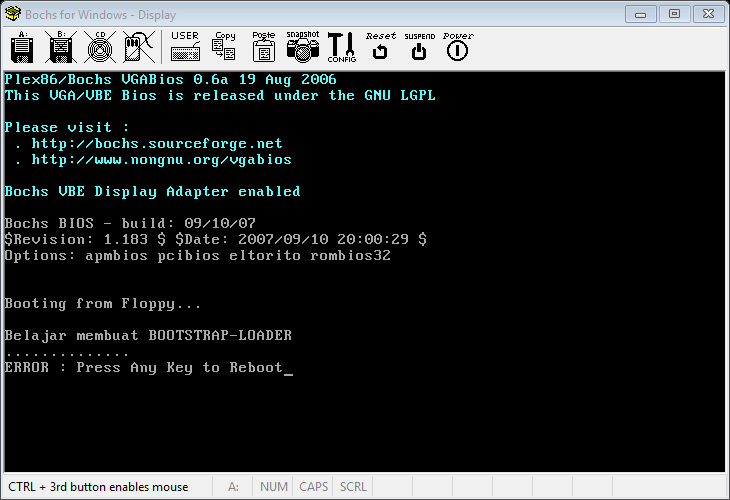 Bochs for Windows - Display
A: B: CD USER Copy Paste snapshot CONFIG Reset SUSPEND Power
Plex86/Bochs VGABios 0.6a 19 Aug 2006
This VGA/VBE Bios is released under the GNU LGPL
Please visit :
. http://bochs.sourceforge.net
. http://www.nongnu.org/vgabios
Bochs VBE Display Adapter enabled
Bochs BIOS - build: 09/10/07
$Revision: 1.183 $ $Date: 2007/09/10 20:00:29 $
Options: apmbios pcibios eltorito rombios32
Booting from Floppy...
Belajar membuat BOOTSTRAP-LOADER
..............
ERROR : Press Any Key to Reboot_
CTRL + 3rd button enables mouse A: NUM CAPS SCRL